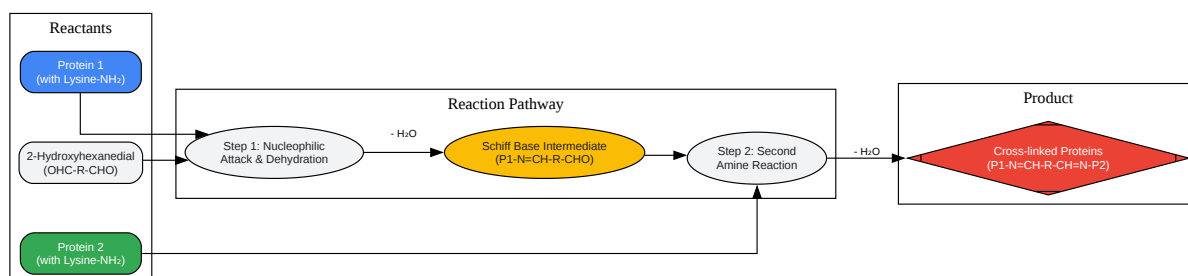 Reactants
Protein 1
(with Lysine-NH₂)
2-Hydroxyhexanedial
(OHC-R-CHO)
Protein 2
(with Lysine-NH₂)
Reaction Pathway
Step 1: Nucleophilic
Attack & Dehydration
- H₂O
Schiff Base Intermediate
(P1-N=CH-R-CHO)
Step 2: Second
Amine Reaction
- H₂O
Product
Cross-linked Proteins
(P1-N=CH-R-CH=N-P2)